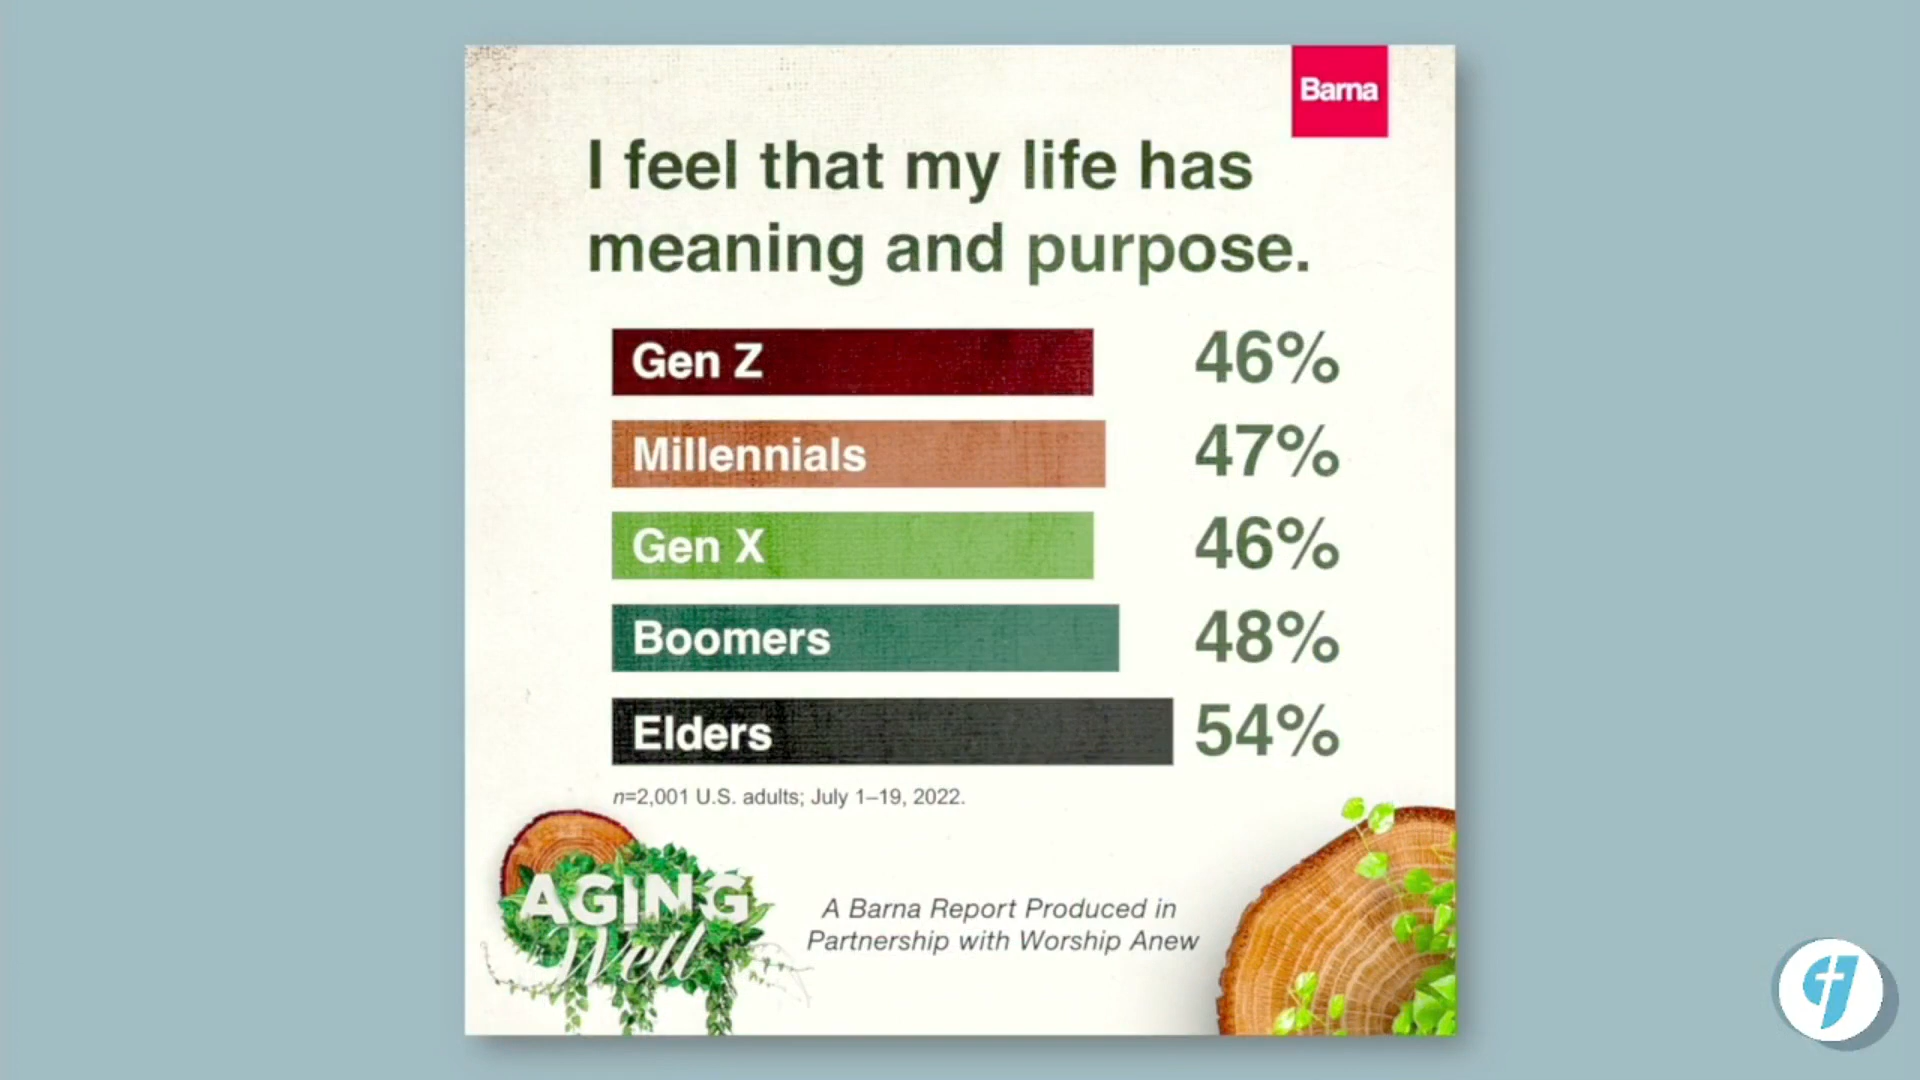 Barna
I feel that my life has
meaning and purpose.
Gen Z 46%
Millennials 47%
Gen X 46%
Boomers 48%
Elders 54%
n=2,001 U.S. adults; July 1–19, 2022.
AGING
Well
A Barna Report Produced in
Partnership with Worship Anew